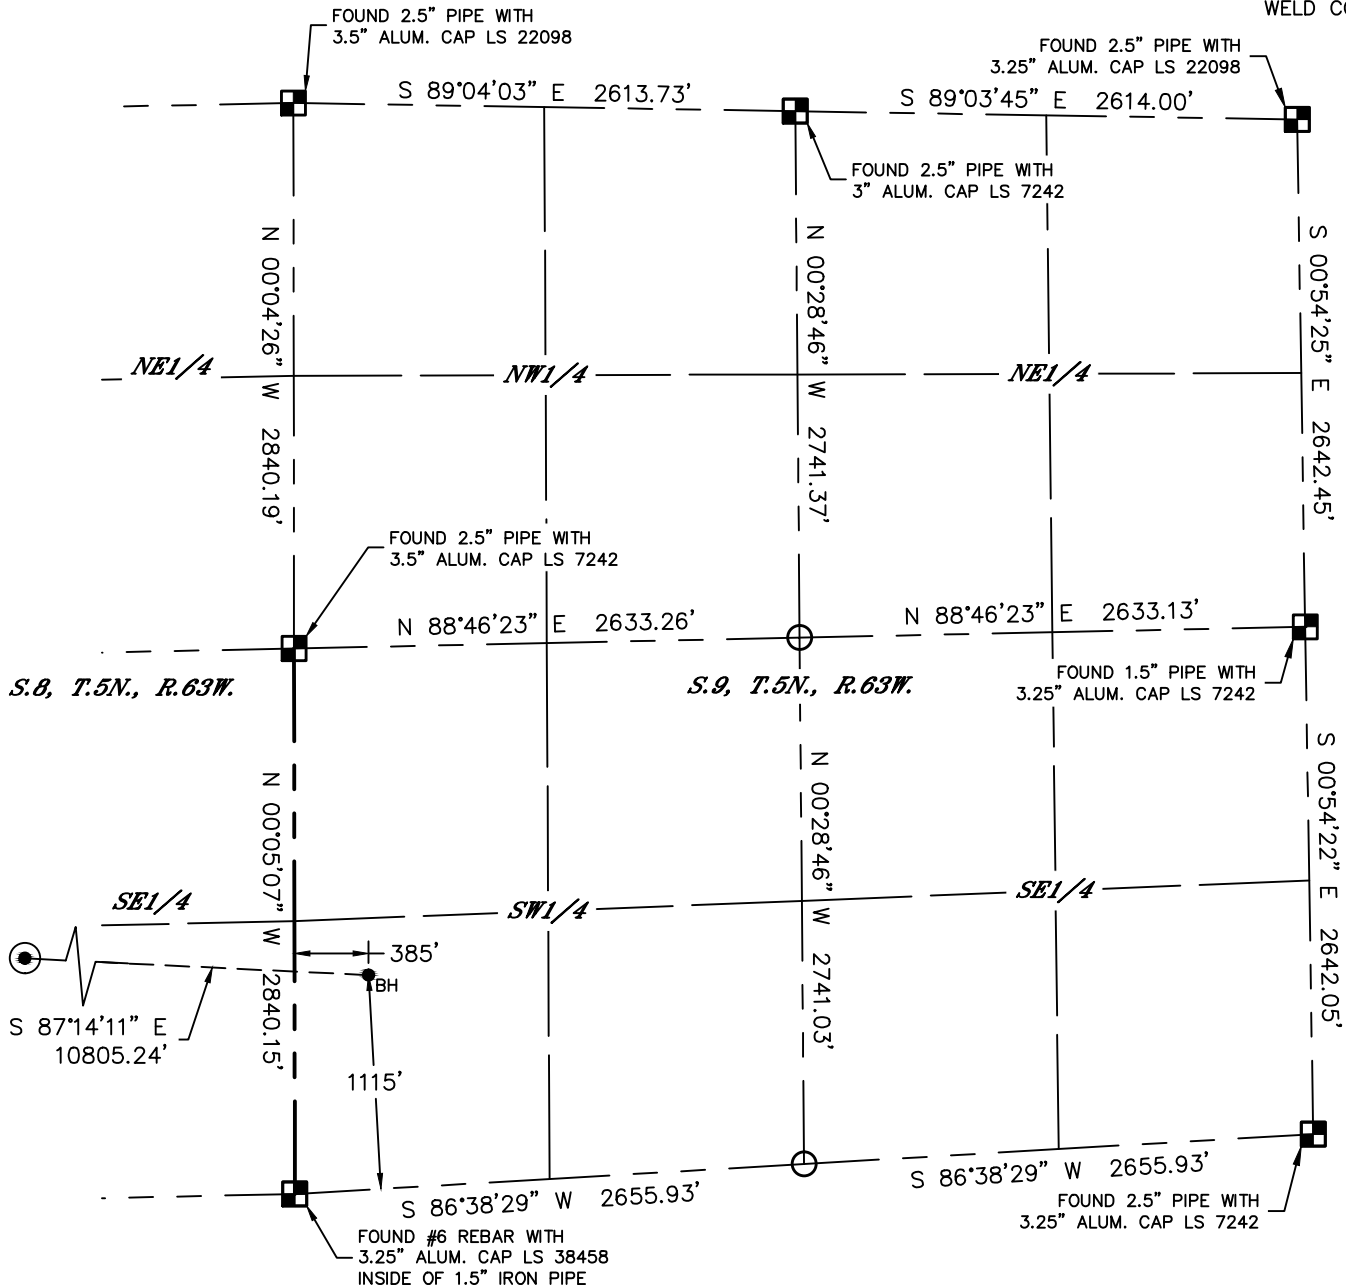 WELD CO
FOUND 2.5" PIPE WITH
3.5" ALUM. CAP LS 22098
FOUND 2.5" PIPE WITH
3.25" ALUM. CAP LS 22098
S 89°04'03" E 2613.73'
S 89°03'45" E 2614.00'
FOUND 2.5" PIPE WITH
3" ALUM. CAP LS 7242
N 00°04'26" W 2840.19'
N 00°28'46" W 2741.37'
S 00°54'25" E 2642.45'
NE1/4
NW1/4
NE1/4
FOUND 2.5" PIPE WITH
3.5" ALUM. CAP LS 7242
N 88°46'23" E 2633.26'
N 88°46'23" E 2633.13'
S.8, T.5N., R.63W.
S.9, T.5N., R.63W.
FOUND 1.5" PIPE WITH
3.25" ALUM. CAP LS 7242
N 00°05'07" W 2840.15'
N 00°28'46" W 2741.03'
S 00°54'22" E 2642.05'
SE1/4
SW1/4
SE1/4
385'
BH
S 87°14'11" E
10805.24'
1115'
S 86°38'29" W 2655.93'
S 86°38'29" W 2655.93'
FOUND 2.5" PIPE WITH
3.25" ALUM. CAP LS 7242
FOUND #6 REBAR WITH
3.25" ALUM. CAP LS 38458
INSIDE OF 1.5" IRON PIPE